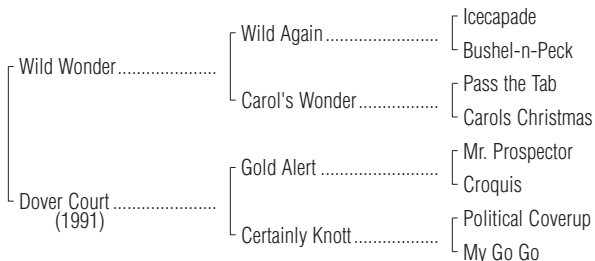 Icecapade
Wild Again......................
Bushel-n-Peck
Wild Wonder...................
Pass the Tab
Carol's Wonder...............
Carols Christmas
Mr. Prospector
Gold Alert.......................
Croquis
Dover Court....................
(1991)
Political Coverup
Certainly Knott................
My Go Go